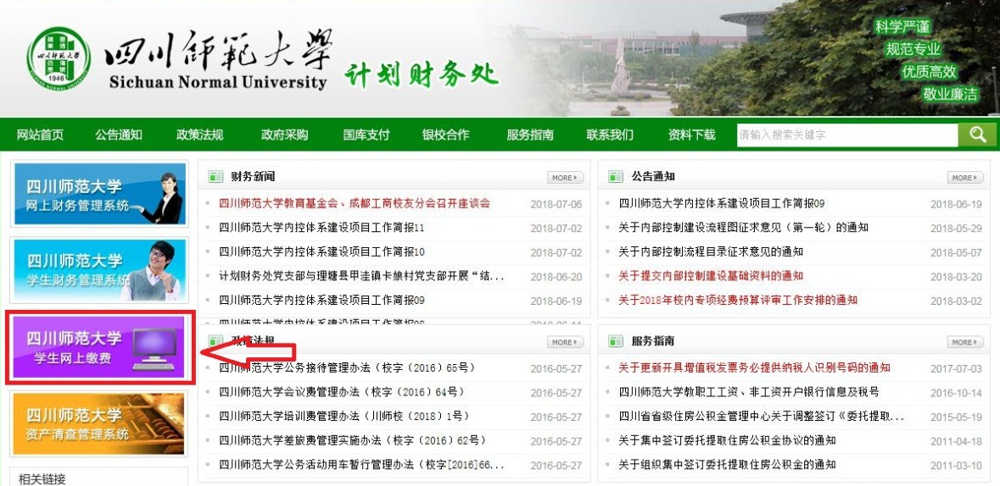 四川师范大学
Sichuan Normal University
1946
计划财务处
科学严谨
规范专业
优质高效
敬业廉洁
网站首页 公告通知 政策法规 政府采购 国库支付 银校合作 服务指南 联系我们 资料下载 请输入搜索关键字
四川师范大学
网上财务管理系统
四川师范大学
学生财务管理系统
四川师范大学
学生网上缴费
四川师范大学
资产清查管理系统
相关链接
财务新闻 MORE
四川师范大学教育基金会、成都工商校友分会召开座谈会 2018-07-06
四川师范大学内控体系建设项目工作简报11 2018-07-02
四川师范大学内控体系建设项目工作简报10 2018-07-02
计划财务处党支部与理塘县甲洼镇卡娘村党支部开展“结... 2018-06-20
四川师范大学内控体系建设项目工作简报09 2018-06-19
政策法规 MORE
四川师范大学公务接待管理办法（校字（2016）65号） 2016-05-27
四川师范大学会议费管理办法（校字（2016）64号） 2016-05-27
四川师范大学培训费管理办法（川师校（2018）1号） 2016-05-27
四川师范大学差旅费管理实施办法（校字（2016）62号） 2016-05-27
四川师范大学公务活动用车暂行管理办法（校字[2016]66... 2016-05-27
公告通知 MORE
四川师范大学内控体系建设项目工作简报09 2018-06-19
关于内部控制建设流程图征求意见（第一轮）的通知 2018-05-29
关于内部控制流程目录征求意见的通知 2018-05-07
关于提交内部控制建设基础资料的通知 2018-03-20
关于2018年校内专项经费预算评审工作安排的通知 2018-03-02
服务指南 MORE
关于更新开具增值税发票务必提供纳税人识别号码的通知 2017-07-03
四川师范大学教职工工资、非工资开户银行信息及税号 2016-10-14
四川省省级住房公积金管理中心关于调整签订《委托提取... 2015-05-19
关于集中签订委托提取住房公积金协议的通知 2011-04-18
关于组织集中签订委托提取住房公积金的通知 2011-03-10